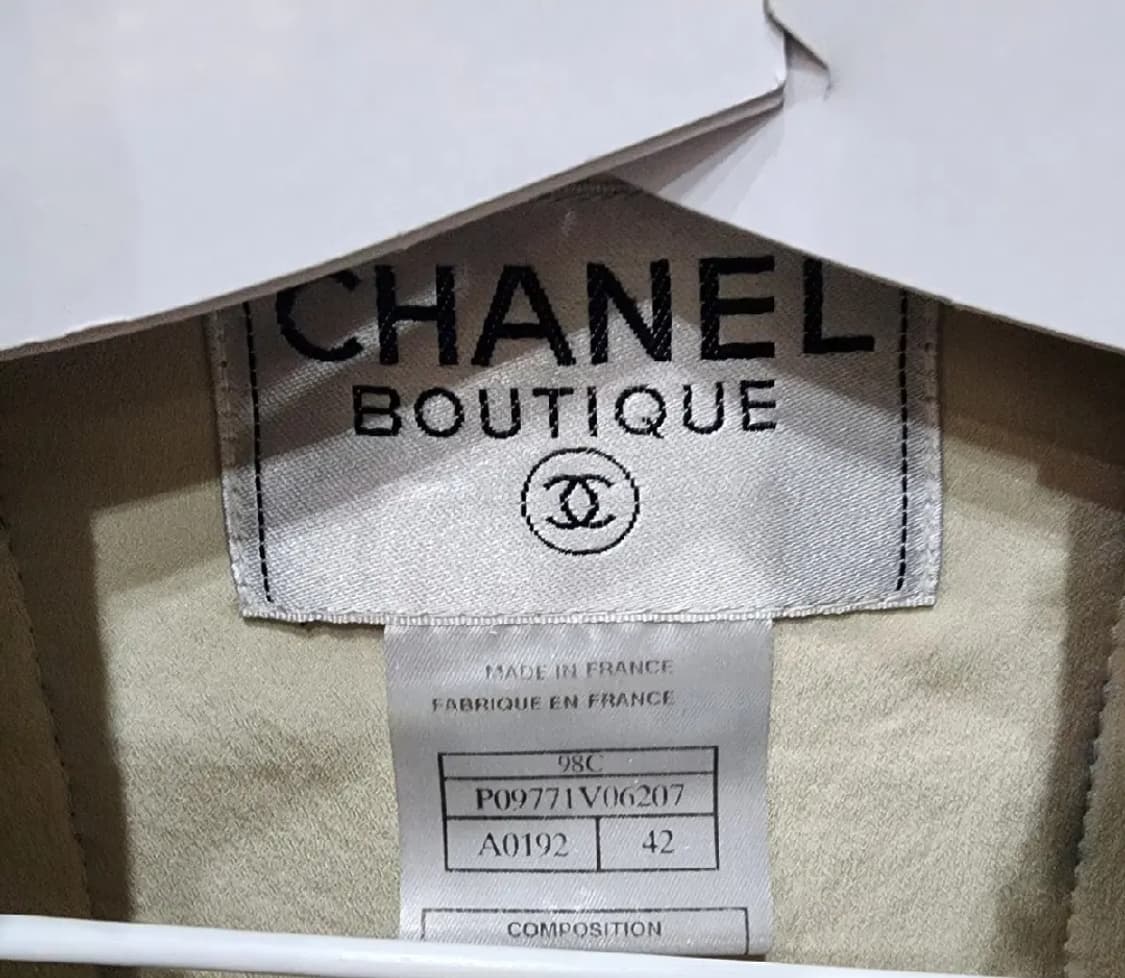 CHANEL
BOUTIQUE
MADE IN FRANCE
FABRIQUE EN FRANCE
98C
P09771V06207
A0192 42
COMPOSITION